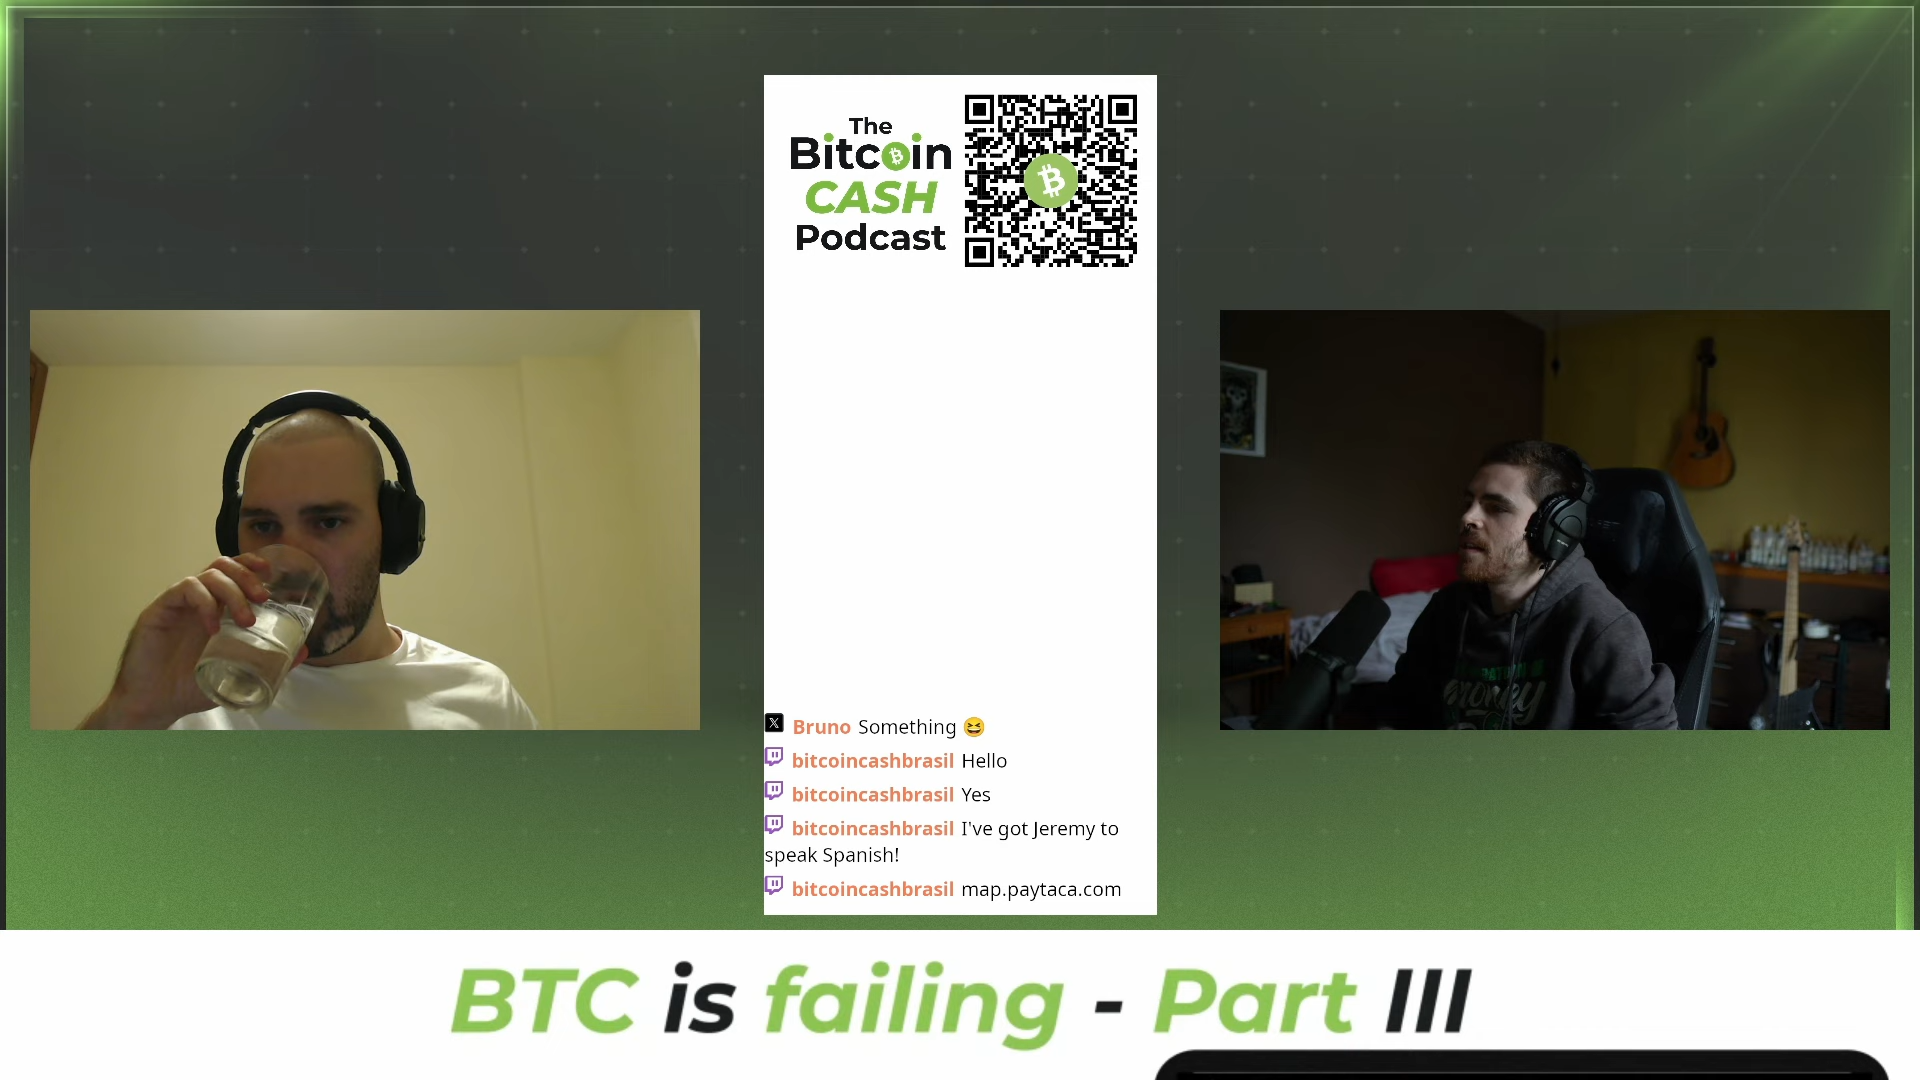 The
Bitcoin
CASH
Podcast
Bruno Something 😆
bitcoincashbrasil Hello
bitcoincashbrasil Yes
bitcoincashbrasil I've got Jeremy to
speak Spanish!
bitcoincashbrasil map.paytaca.com
money
BTC is failing - Part III